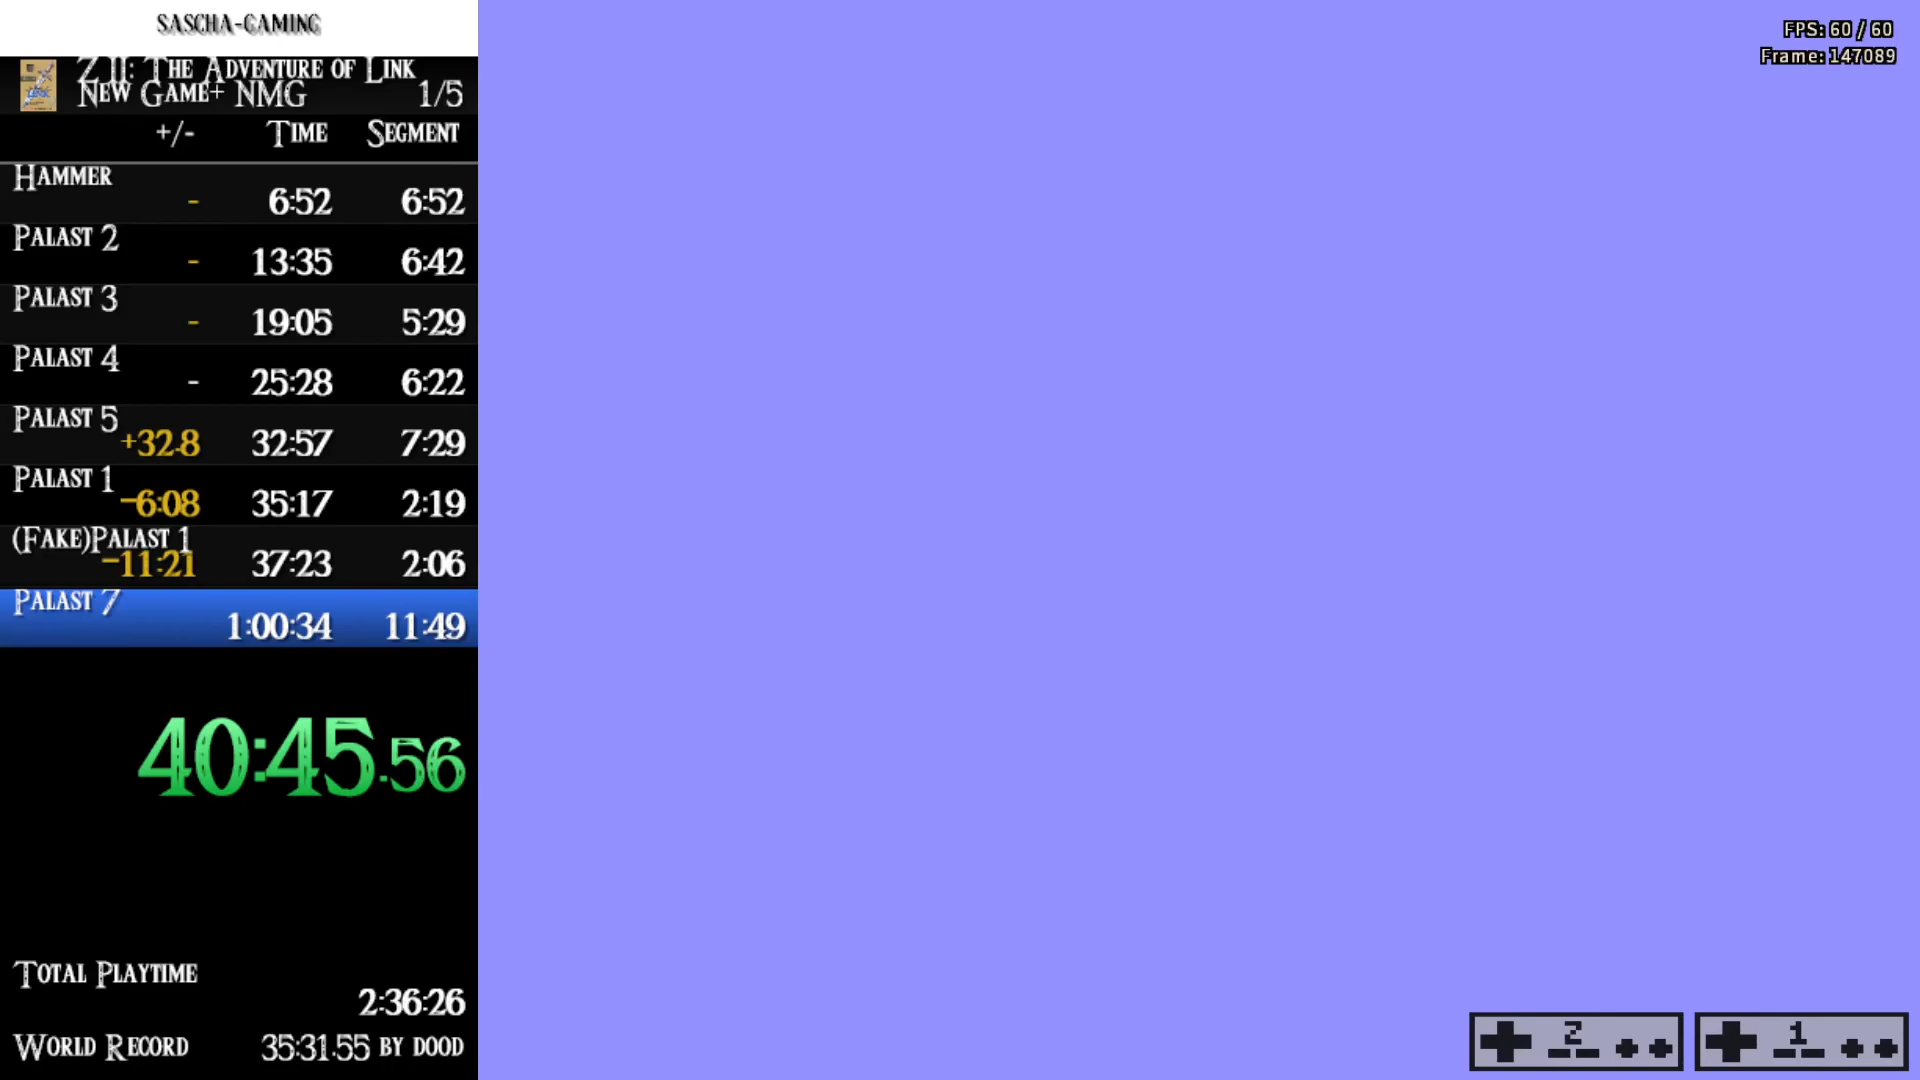 SASCHA-GAMING
Z II: THE ADVENTURE OF LINK
NEW GAME+ NMG 1/5
+/- TIME SEGMENT
HAMMER
- 6:52 6:52
PALAST 2
- 13:35 6:42
PALAST 3
- 19:05 5:29
PALAST 4
- 25:28 6:22
PALAST 5
+32.8 32:57 7:29
PALAST 1
-6:08 35:17 2:19
(FAKE)PALAST 1
-11:21 37:23 2:06
PALAST 7
1:00:34 11:49
40:45.56
TOTAL PLAYTIME
2:36:26
WORLD RECORD 35:31.55 BY DOOD
FPS: 60 / 60
Frame: 147089
2 1